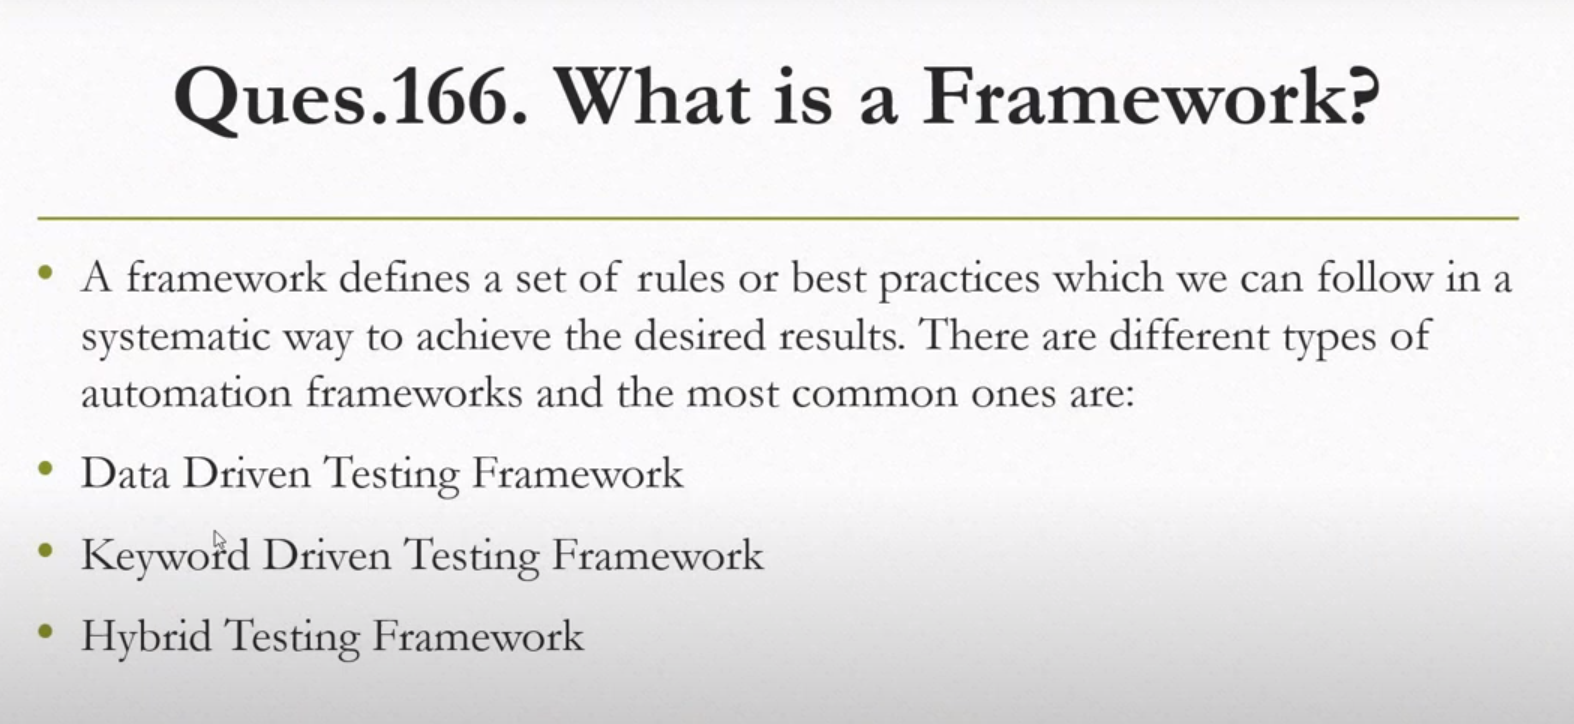 Ques.166. What is a Framework?
• A framework defines a set of rules or best practices which we can follow in a
systematic way to achieve the desired results. There are different types of
automation frameworks and the most common ones are:
• Data Driven Testing Framework
• Keyword Driven Testing Framework
• Hybrid Testing Framework